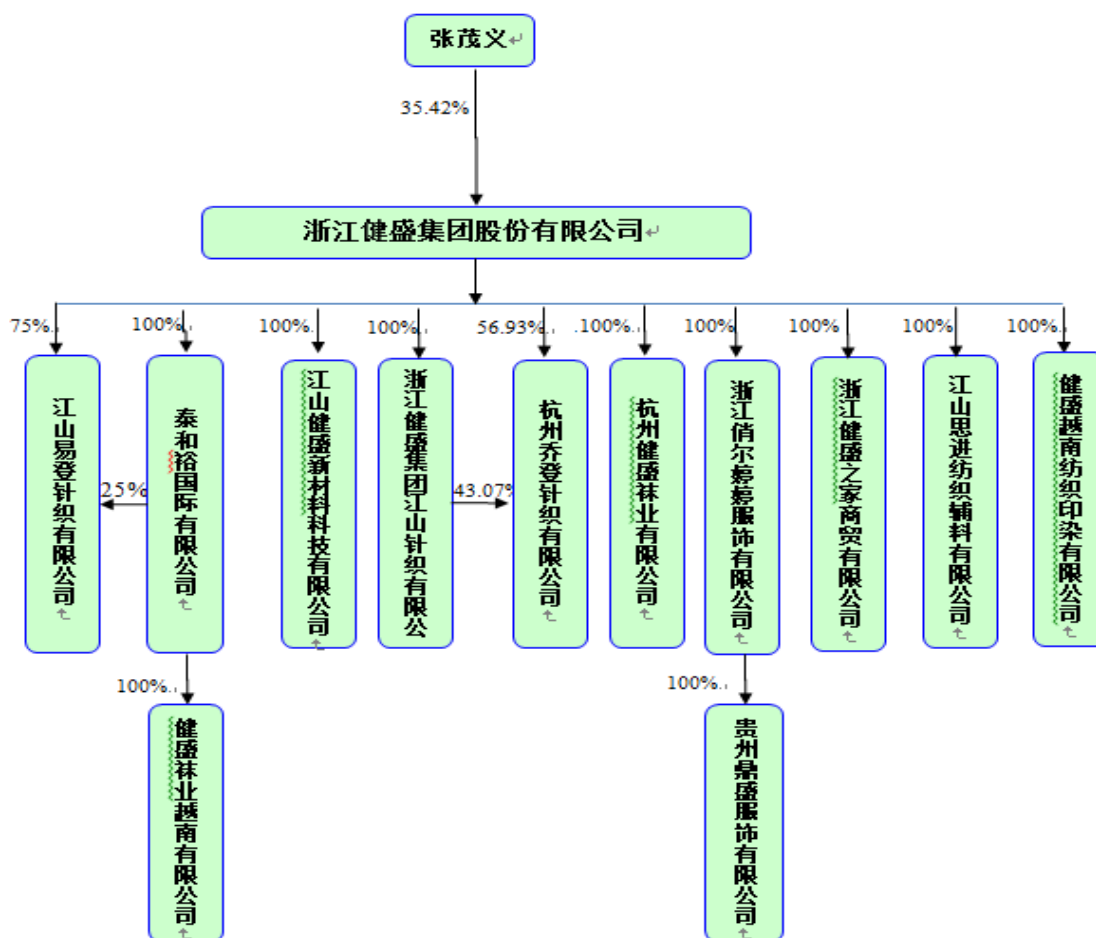 张茂义
35.42%
浙江健盛集团股份有限公司
75%
100%
100%
100%
56.93%
100%
100%
100%
100%
100%
江山易登针织有限公司
25%
泰和裕国际有限公司
江山健盛新材料科技有限公司
浙江健盛集团江山针织有限公
43.07%
杭州乔登针织有限公司
杭州健盛袜业有限公司
浙江俏尔婷婷服饰有限公司
浙江健盛之家商贸有限公司
江山思进纺织辅料有限公司
健盛越南纺织印染有限公司
100%
100%
健盛袜业越南有限公司
贵州鼎盛服饰有限公司